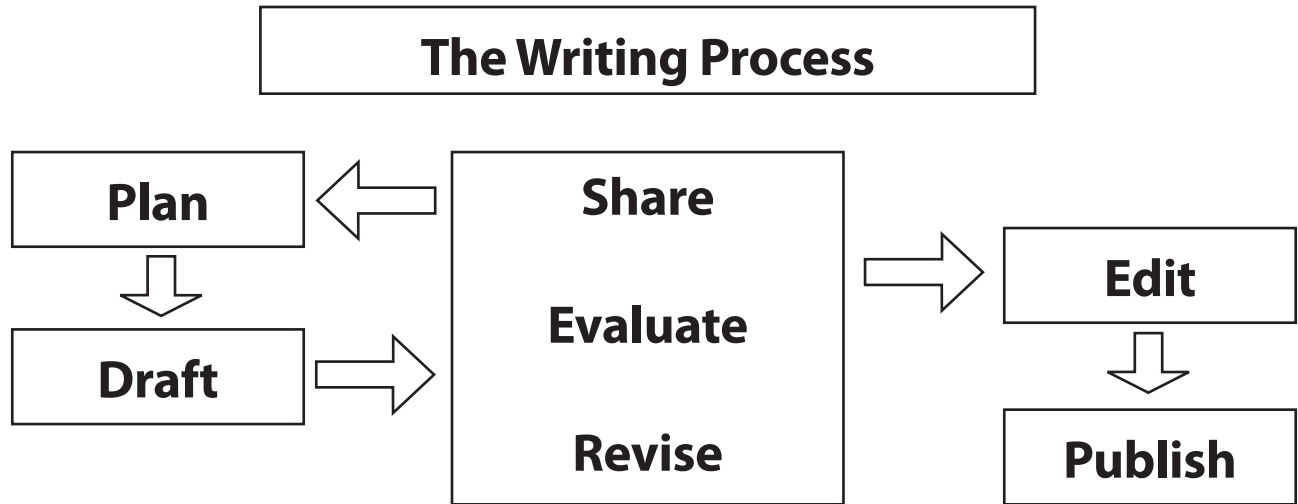 The Writing Process
Plan
Draft
Share
Evaluate
Revise
Edit
Publish